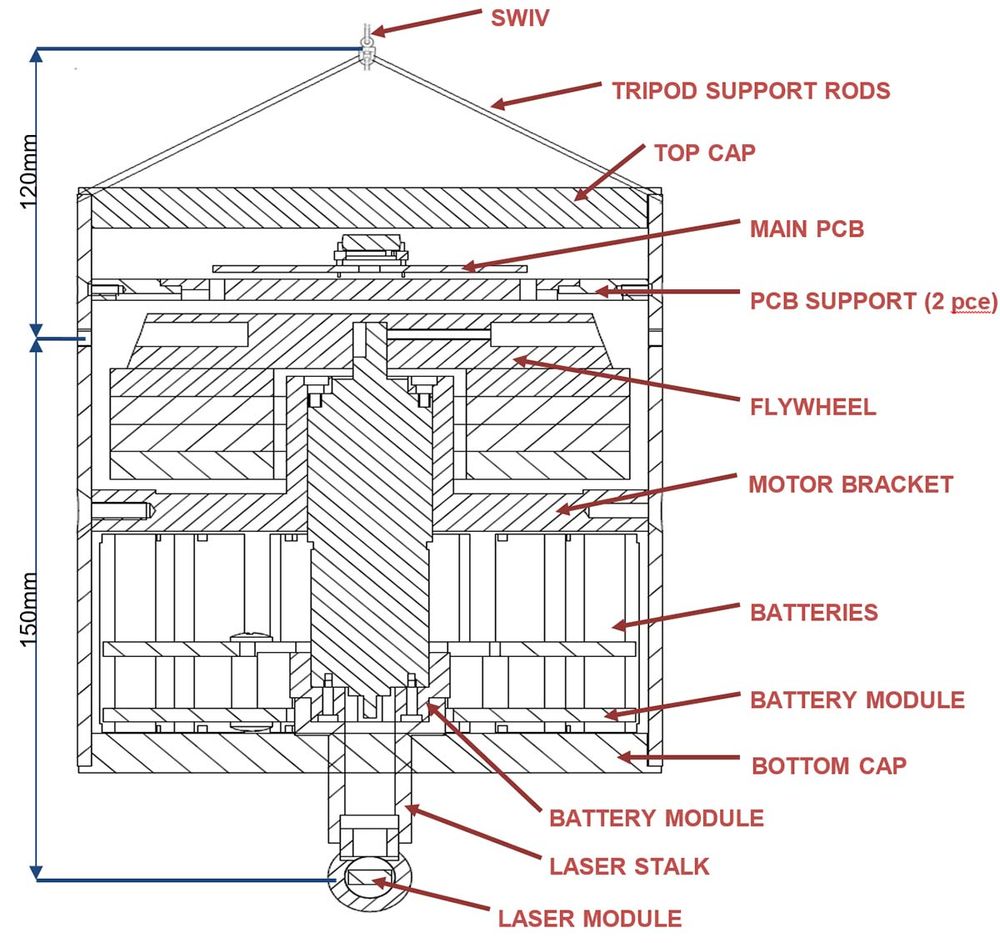 SWIV
TRIPOD SUPPORT RODS
TOP CAP
120mm
MAIN PCB
PCB SUPPORT (2 pce)
FLYWHEEL
MOTOR BRACKET
150mm
BATTERIES
BATTERY MODULE
BOTTOM CAP
BATTERY MODULE
LASER STALK
LASER MODULE